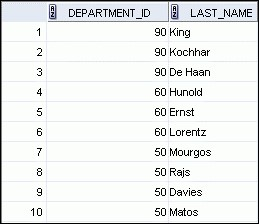 DEPARTMENT_ID LAST_NAME
1 90 King
2 90 Kochhar
3 90 De Haan
4 60 Hunold
5 60 Ernst
6 60 Lorentz
7 50 Mourgos
8 50 Rajs
9 50 Davies
10 50 Matos